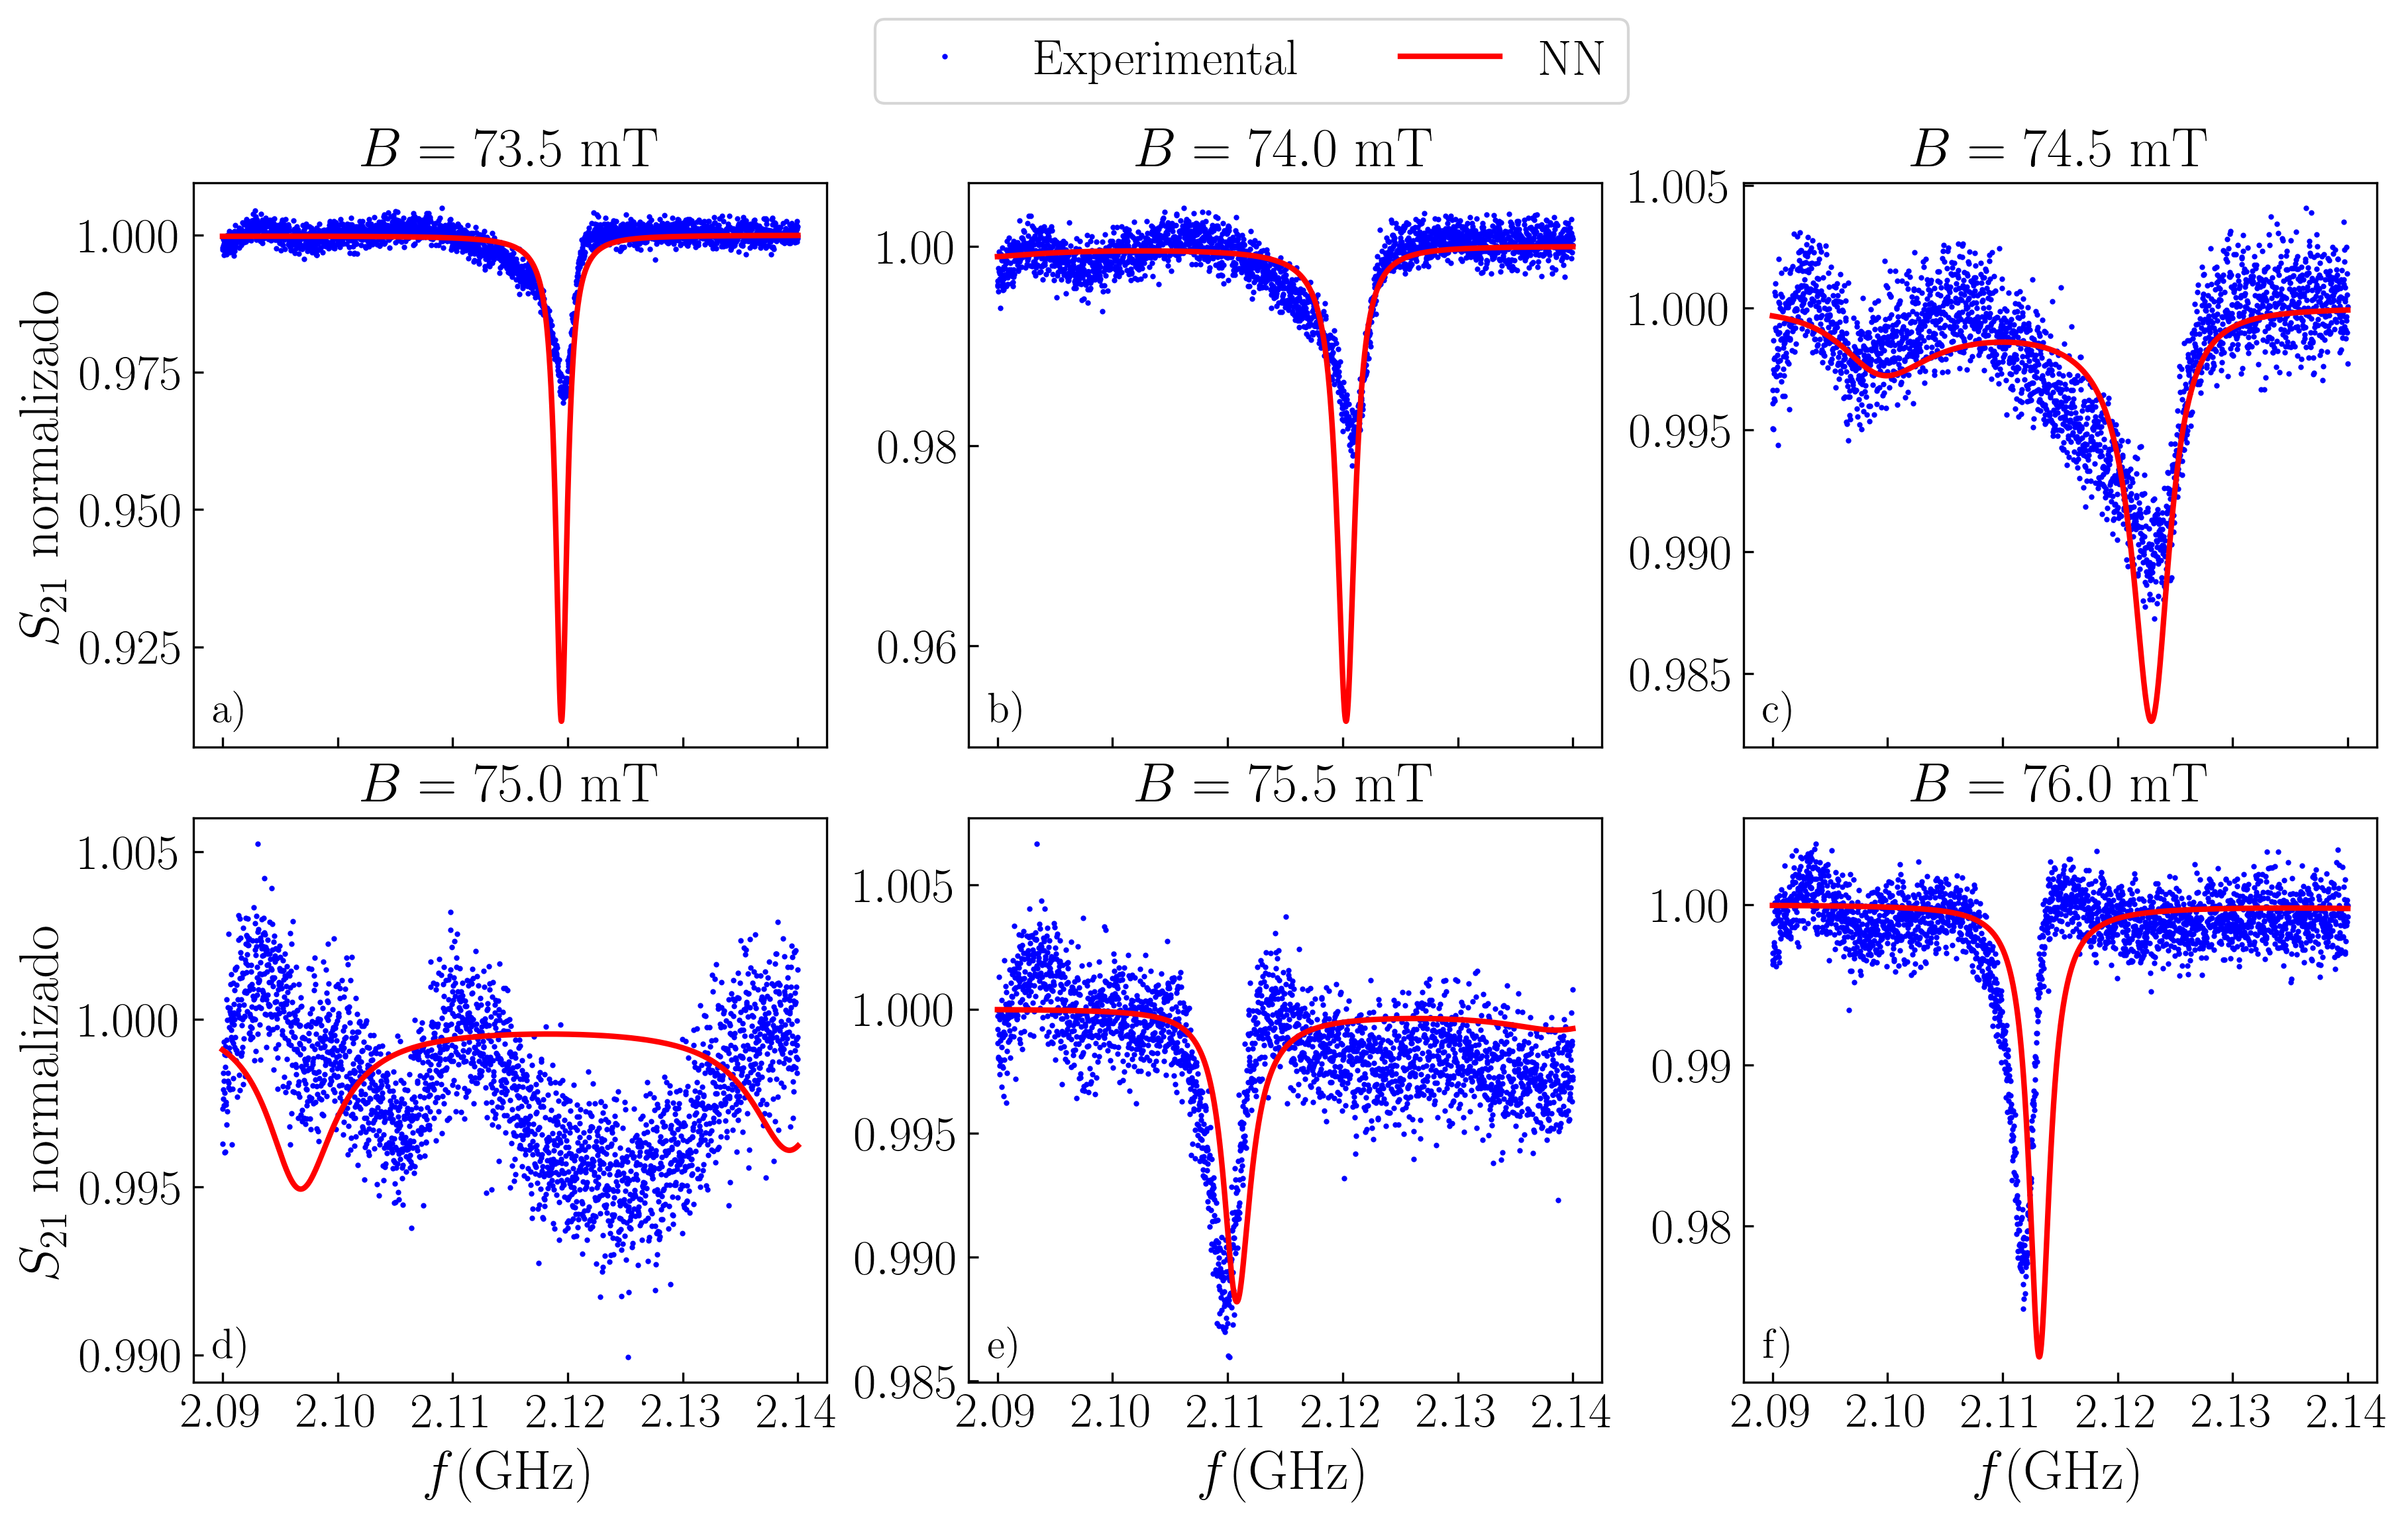 Experimental NN
B = 73.5 mT B = 74.0 mT B = 74.5 mT
S21 normalizado
1.000
0.975
0.950
0.925
a)
1.00
0.98
0.96
b)
1.005
1.000
0.995
0.990
0.985
c)
B = 75.0 mT B = 75.5 mT B = 76.0 mT
S21 normalizado
1.005
1.000
0.995
0.990
d)
1.005
1.000
0.995
0.990
0.985
e)
1.00
0.99
0.98
f)
2.09 2.10 2.11 2.12 2.13 2.14 2.09 2.10 2.11 2.12 2.13 2.14 2.09 2.10 2.11 2.12 2.13 2.14
f(GHz) f(GHz) f(GHz)